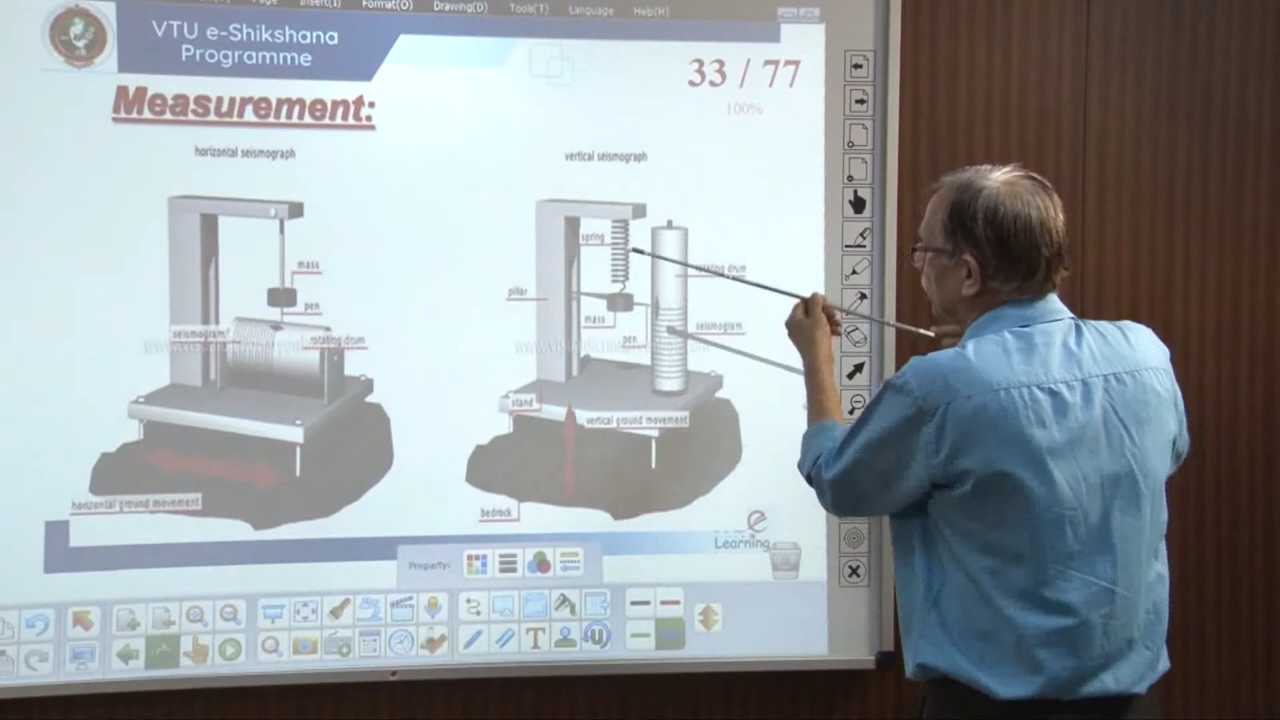 Page
Insert(I)
Format(O)
Drawing(D)
Tools(T)
Language
Help(H)
VTU e-Shikshana
Programme
33 / 77
100%
Measurement:
horizontal seismograph
vertical seismograph
spring
mass
rotating drum
pen
pillar
mass
seismogram
seismogram
rotating drum
pen
stand
vertical ground movement
horizontal ground movement
bedrock
e
Learning
Property:
T